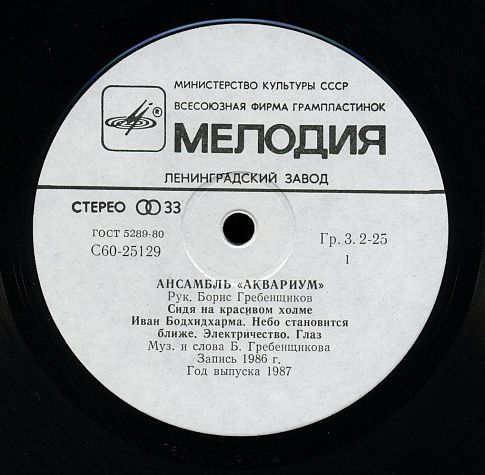 МИНИСТЕРСТВО КУЛЬТУРЫ СССР
ВСЕСОЮЗНАЯ ФИРМА ГРАМПЛАСТИНОК
®
МЕЛОДИЯ
ЛЕНИНГРАДСКИЙ ЗАВОД
СТЕРЕО 33
ГОСТ 5289-80
С60-25129
Гр. 3. 2-25
1
АНСАМБЛЬ «АКВАРИУМ»
Рук. Борис Гребенщиков
Сидя на красивом холме
Иван Бодхидхарма. Небо становится
ближе. Электричество. Глаз
Муз. и слова Б. Гребенщикова
Запись 1986 г.
Год выпуска 1987